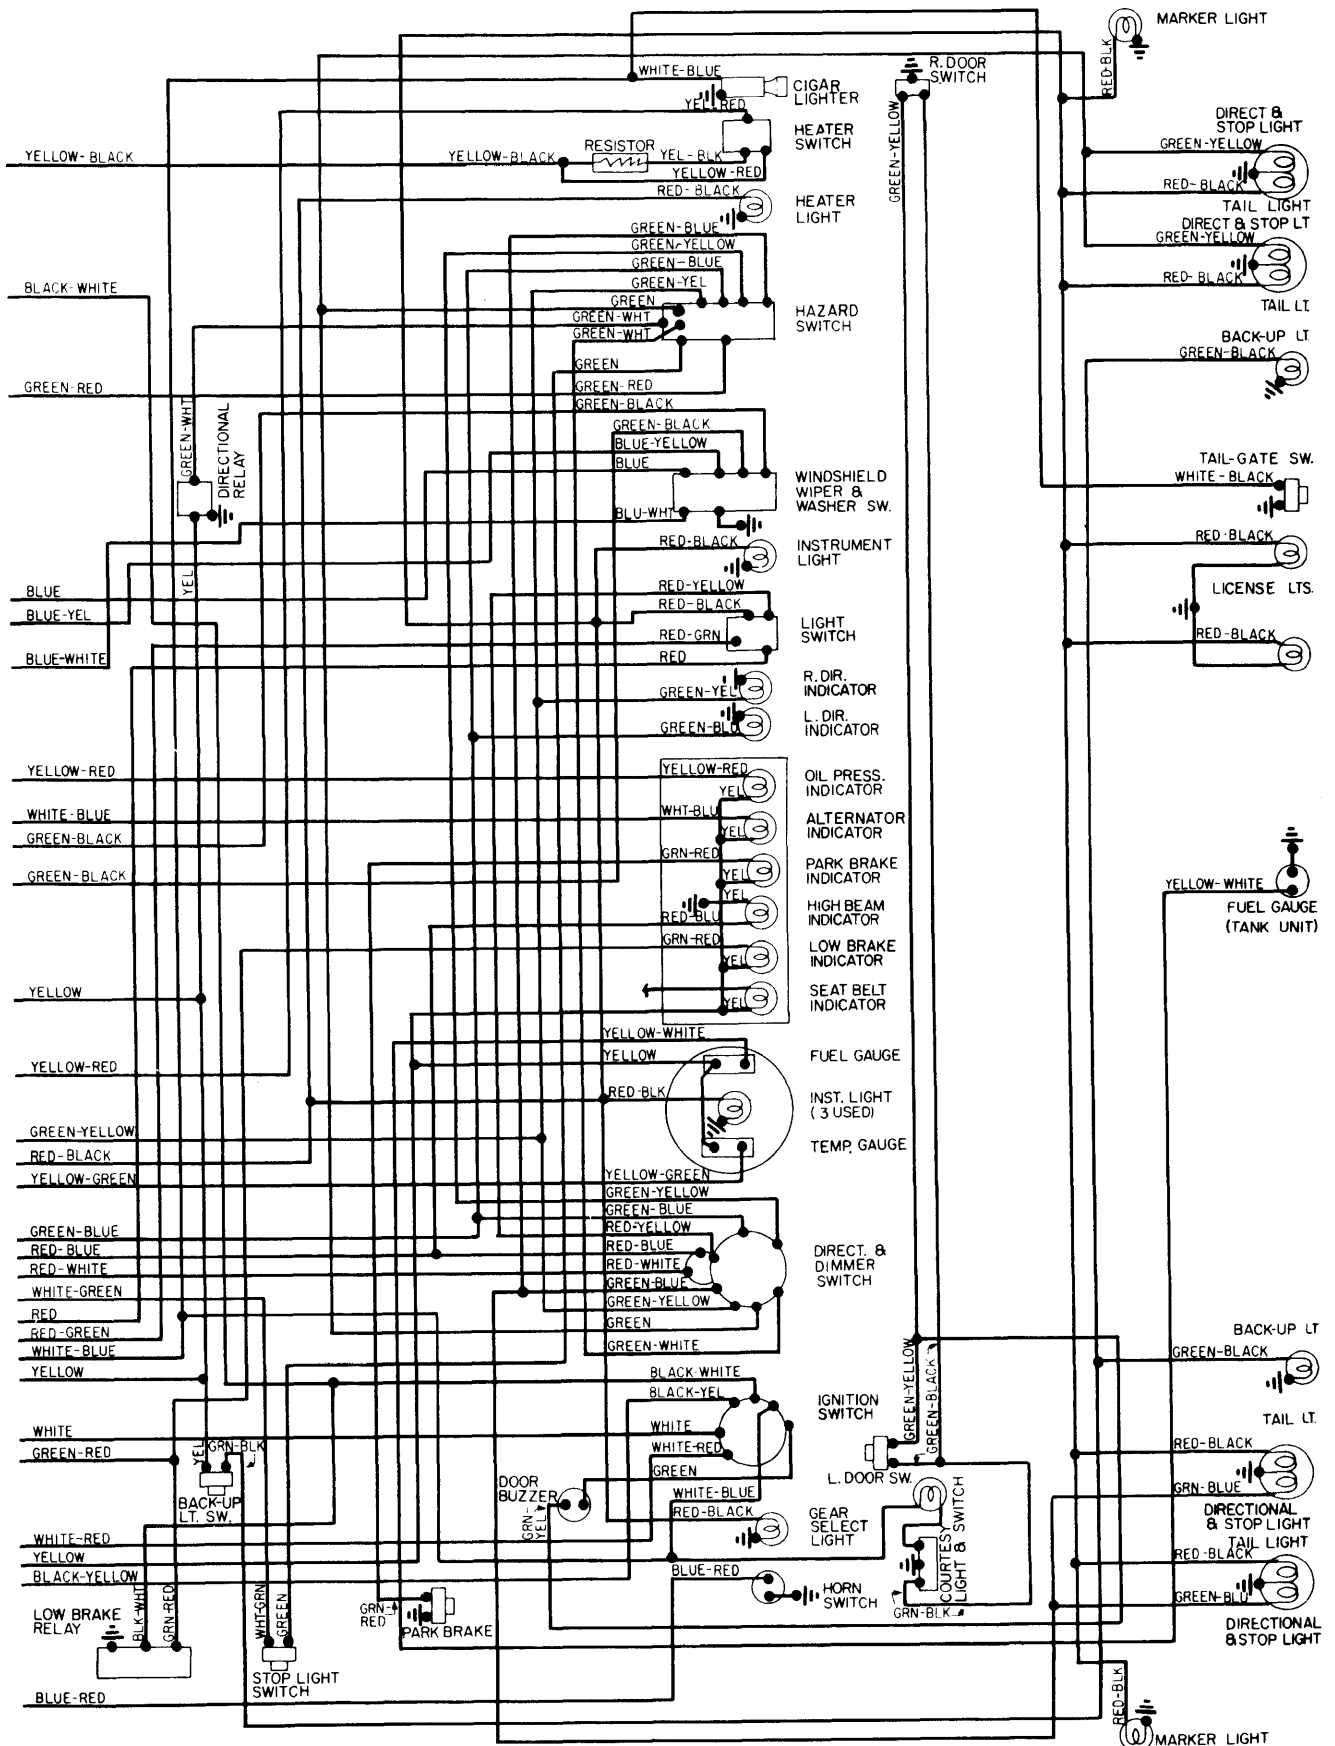 MARKER LIGHT
RED-BLK
WHITE-BLUE
CIGAR
LIGHTER
R. DOOR
SWITCH
YEL-RED
HEATER
SWITCH
GREEN-YELLOW
DIRECT &
STOP LIGHT
GREEN-YELLOW
YELLOW-BLACK
YELLOW-BLACK
RESISTOR
YEL-BLK
YELLOW-RED
RED-BLACK
HEATER
LIGHT
RED-BLACK
TAIL LIGHT
DIRECT & STOP LT
GREEN-YELLOW
GREEN-BLUE
GREEN-YELLOW
GREEN-BLUE
GREEN-YEL
GREEN
GREEN-WHT
GREEN-WHT
HAZARD
SWITCH
RED-BLACK
TAIL LT.
BLACK-WHITE
GREEN
GREEN-RED
BACK-UP LT.
GREEN-BLACK
GREEN-RED
GREEN-WHT
DIRECTIONAL
RELAY
GREEN-BLACK
GREEN-BLACK
BLUE-YELLOW
BLUE
WINDSHIELD
WIPER &
WASHER SW.
BLU-WHT
TAIL-GATE SW.
WHITE-BLACK
RED-BLACK
INSTRUMENT
LIGHT
RED-BLACK
LICENSE LTS.
YEL
BLUE
BLUE-YEL
BLUE-WHITE
RED-YELLOW
RED-BLACK
RED-GRN
RED
LIGHT
SWITCH
RED-BLACK
R. DIR.
INDICATOR
GREEN-YEL
L. DIR.
INDICATOR
GREEN-BLU
YELLOW-RED
YELLOW-RED
YEL
OIL PRESS.
INDICATOR
WHITE-BLUE
WHT-BLU
YEL
ALTERNATOR
INDICATOR
GREEN-BLACK
GRN-RED
YEL
PARK BRAKE
INDICATOR
GREEN-BLACK
YEL
RED-BLU
HIGH BEAM
INDICATOR
YELLOW-WHITE
FUEL GAUGE
(TANK UNIT)
GRN-RED
YEL
LOW BRAKE
INDICATOR
YELLOW
YEL
SEAT BELT
INDICATOR
YELLOW-WHITE
YELLOW
FUEL GAUGE
YELLOW-RED
RED-BLK
INST. LIGHT
(3 USED)
GREEN-YELLOW
RED-BLACK
YELLOW-GREEN
TEMP. GAUGE
YELLOW-GREEN
GREEN-YELLOW
GREEN-BLUE
RED-YELLOW
RED-BLUE
RED-WHITE
GREEN-BLUE
GREEN-YELLOW
GREEN
GREEN-WHITE
DIRECT. &
DIMMER
SWITCH
GREEN-BLUE
RED-BLUE
RED-WHITE
WHITE-GREEN
RED
RED-GREEN
WHITE-BLUE
YELLOW
BACK-UP LT
GREEN-BLACK
GREEN-YELLOW
GREEN-BLACK
BLACK-WHITE
BLACK-YEL
WHITE
WHITE-RED
GREEN
IGNITION
SWITCH
WHITE
GREEN-RED
YEL
GRN-BLK
BACK-UP
LT. SW.
L. DOOR SW.
TAIL LT.
RED-BLACK
GRN-BLUE
DIRECTIONAL
& STOP LIGHT
DOOR
BUZZER
GRN-
YEL
WHITE-BLUE
RED-BLACK
GEAR
SELECT
LIGHT
COURTESY
LIGHT & SWITCH
TAIL LIGHT
RED-BLACK
GREEN-BLU
DIRECTIONAL
&STOP LIGHT
WHITE-RED
YELLOW
BLACK-YELLOW
BLUE-RED
HORN
SWITCH
GRN-BLK
LOW BRAKE
RELAY
BLK-WHT
GRN-RED
WHT-GRN
GREEN
STOP LIGHT
SWITCH
GRN-
RED
PARK BRAKE
BLUE-RED
RED-BLK
MARKER LIGHT